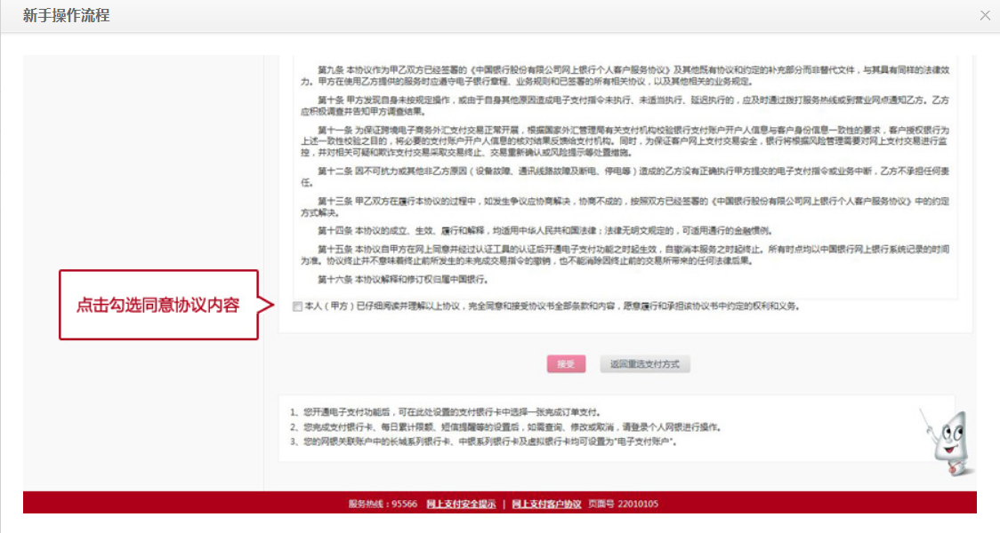 新手操作流程
第九条 本协议作为甲乙双方已经签署的《中国银行股份有限公司网上银行个人客户服务协议》及其他既有协议和约定的补充部分而非替代文件，与其具有同样的法律效
力。甲方在使用乙方提供的服务时应遵守电子银行章程、业务规则和已签署的所有相关协议，以及其他相关的业务规定。
第十条 甲方发现自身未按规定操作，或由于自身其他原因造成电子支付指令未执行、未适当执行、延迟执行的，应及时通过拨打服务热线或到营业网点通知乙方。乙方
应积极调查并告知甲方调查结果。
第十一条 为保证跨境电子商务外汇支付交易正常开展，根据国家外汇管理局有关支付机构校验银行支付账户开户人信息与客户身份信息一致性的要求，客户授权银行为
上述一致性校验之目的，将必要的支付账户开户人信息的核对结果反馈给支付机构。同时，为保证客户网上支付交易安全，银行将根据风险管理需要对网上支付交易进行监
控，并对相关可疑和欺诈支付交易采取交易终止、交易重新确认或风险提示等处置措施。
第十二条 因不可抗力或其他非乙方原因（设备故障、通讯线路故障及断电、停电等）造成的乙方没有正确执行甲方提交的电子支付指令或业务中断，乙方不承担任何责
任。
第十三条 甲乙双方在履行本协议的过程中，如发生争议应协商解决，协商不成的，按照双方已经签署的《中国银行股份有限公司网上银行个人客户服务协议》中的约定
方式解决。
第十四条 本协议的成立、生效、履行和解释，均适用中华人民共和国法律；法律无明文规定的，可适用通行的金融惯例。
第十五条 本协议自甲方在网上同意并经过认证工具的认证后开通电子支付功能之时起生效，自撤消本服务之时起终止。所有时点均以中国银行网上银行系统记录的时间
为准。协议终止并不意味着终止前所发生的未完成交易指令的撤销，也不能消除因终止前的交易所带来的任何法律后果。
第十六条 本协议解释和修订权归属中国银行。
点击勾选同意协议内容
本人（甲方）已仔细阅读并理解以上协议，完全同意和接受协议书全部条款和内容，愿意履行和承担该协议书中约定的权利和义务。
接受 返回重选支付方式
1、您开通电子支付功能后，可在此处设置的支付银行卡中选择一张完成订单支付。
2、您完成支付银行卡、每日累计限额、短信提醒等的设置后，如需查询、修改或取消，请登录个人网银进行操作。
3、您的网银关联账户中的长城系列银行卡、中银系列银行卡及虚拟银行卡均可设置为"电子支付账户"。
服务热线：95566 网上支付安全提示 | 网上支付客户协议 页面号 22010105